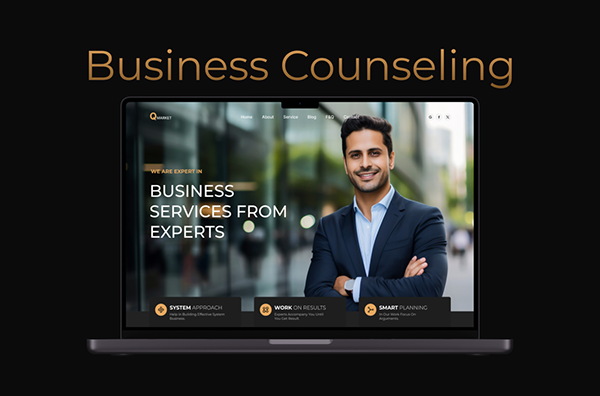 Business Counseling
Q MARKET
Home About Service Blog FAQ Contact
WE ARE EXPERT IN
BUSINESS
SERVICES FROM
EXPERTS
SYSTEM APPROACH
Help In Building Effective System
Business.
WORK ON RESULTS
Experts Accompany You Until
You Get Result
SMART PLANNING
In Our Work Focus On
Arguments